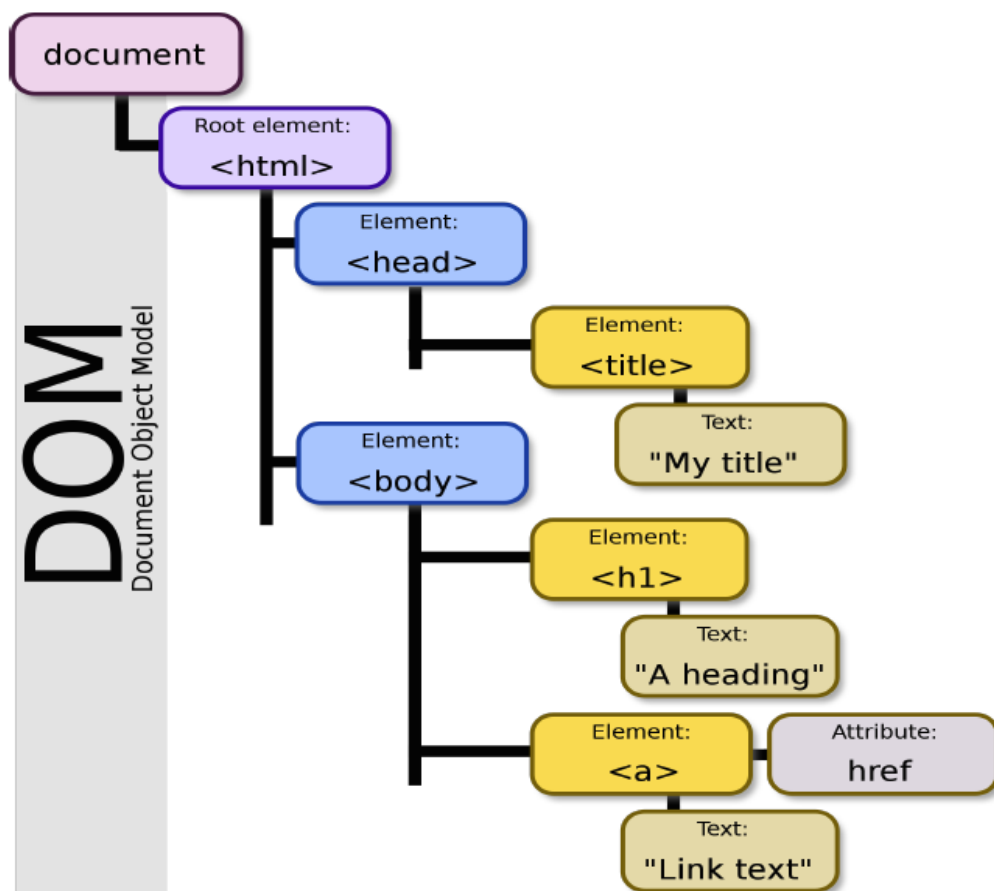 document
Root element:
<html>
Element:
<head>
Element:
<title>
Text:
"My title"
Element:
<body>
Element:
<h1>
Text:
"A heading"
Element:
<a>
Attribute:
href
Text:
"Link text"
DOM
Document Object Model